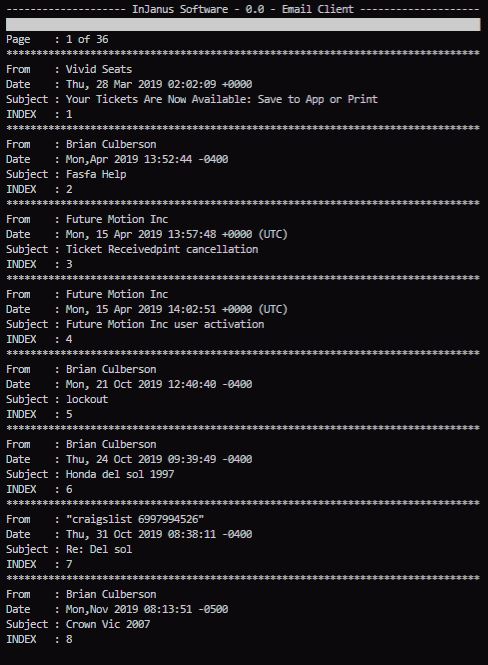 -------------------- InJanus Software - 0.0 - Email Client --------------------
Page    : 1 of 36
*******************************************************************************
From    : Vivid Seats
Date    : Thu, 28 Mar 2019 02:02:09 +0000
Subject : Your Tickets Are Now Available: Save to App or Print
INDEX   : 1
*******************************************************************************
From    : Brian Culberson
Date    : Mon,Apr 2019 13:52:44 -0400
Subject : Fasfa Help
INDEX   : 2
*******************************************************************************
From    : Future Motion Inc
Date    : Mon, 15 Apr 2019 13:57:48 +0000 (UTC)
Subject : Ticket Receivedpint cancellation
INDEX   : 3
*******************************************************************************
From    : Future Motion Inc
Date    : Mon, 15 Apr 2019 14:02:51 +0000 (UTC)
Subject : Future Motion Inc user activation
INDEX   : 4
*******************************************************************************
From    : Brian Culberson
Date    : Mon, 21 Oct 2019 12:40:40 -0400
Subject : lockout
INDEX   : 5
*******************************************************************************
From    : Brian Culberson
Date    : Thu, 24 Oct 2019 09:39:49 -0400
Subject : Honda del sol 1997
INDEX   : 6
*******************************************************************************
From    : "craigslist 6997994526"
Date    : Thu, 31 Oct 2019 08:38:11 -0400
Subject : Re: Del sol
INDEX   : 7
*******************************************************************************
From    : Brian Culberson
Date    : Mon,Nov 2019 08:13:51 -0500
Subject : Crown Vic 2007
INDEX   : 8